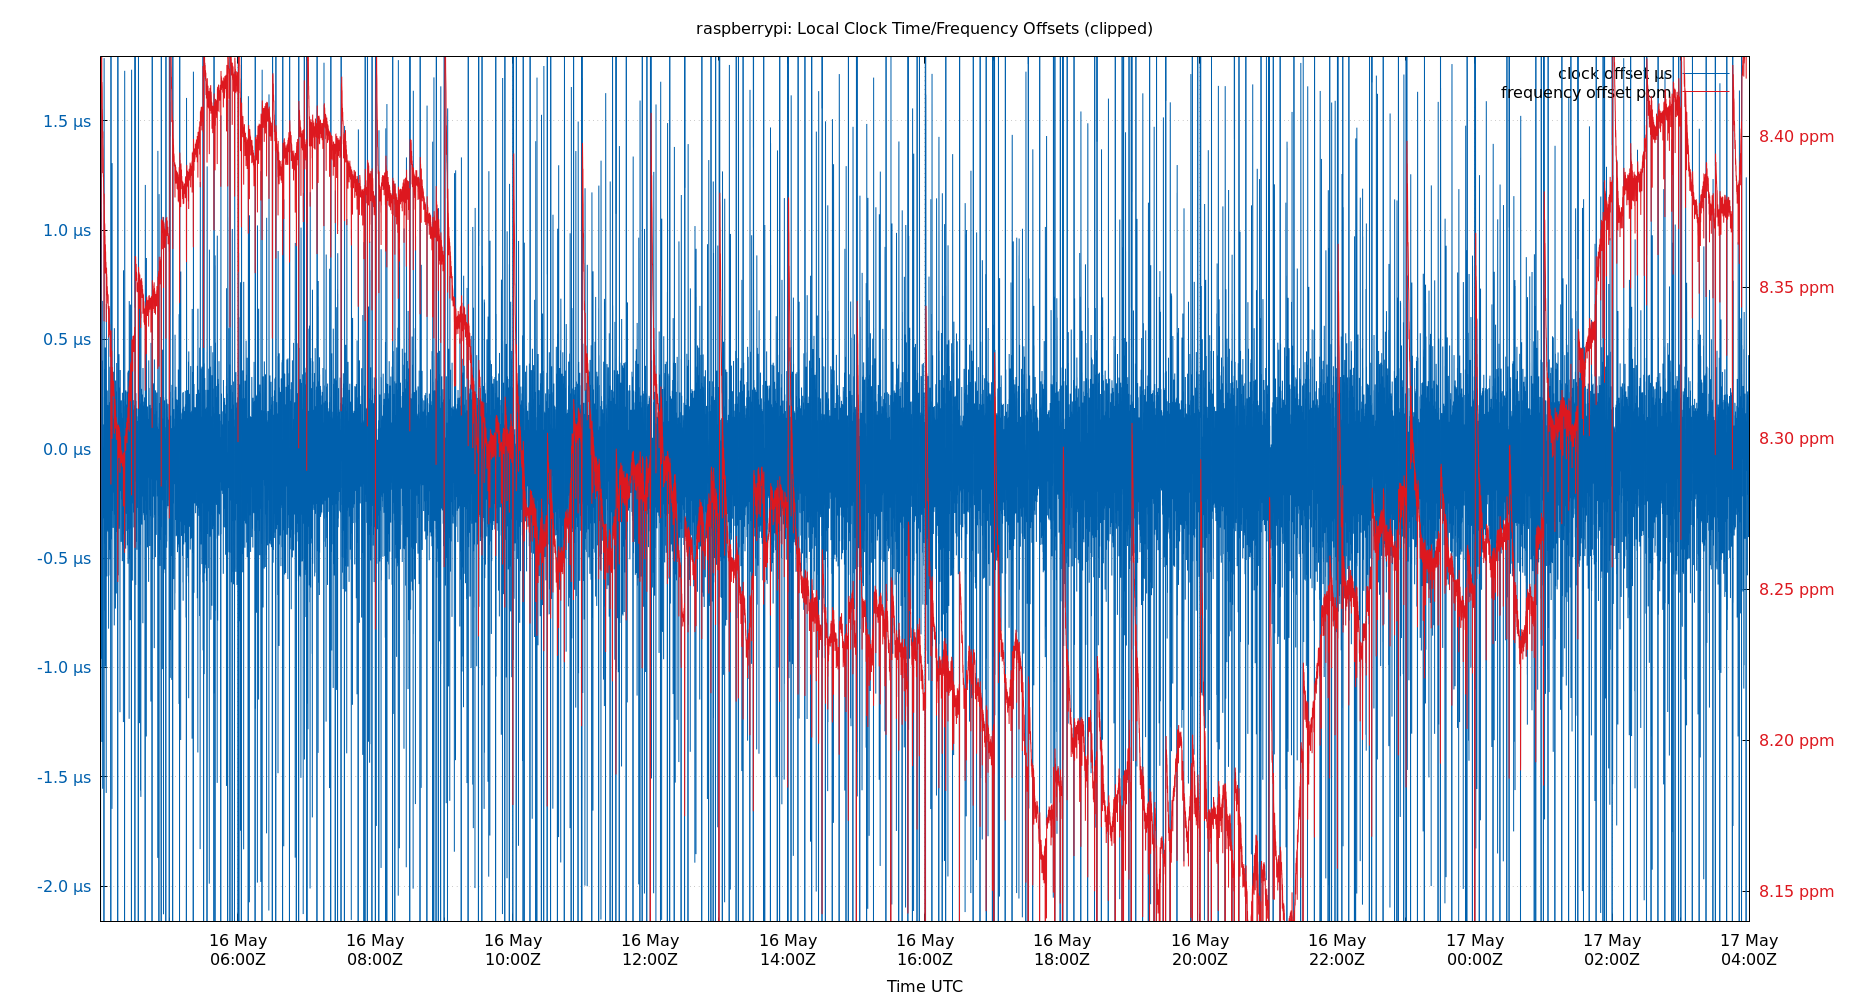 raspberrypi: Local Clock Time/Frequency Offsets (clipped)
clock offset µs
frequency offset ppm
1.5 µs
1.0 µs
0.5 µs
0.0 µs
-0.5 µs
-1.0 µs
-1.5 µs
-2.0 µs
8.40 ppm
8.35 ppm
8.30 ppm
8.25 ppm
8.20 ppm
8.15 ppm
16 May 16 May 16 May 16 May 16 May 16 May 16 May 16 May 16 May 17 May 17 May 17 May
06:00Z 08:00Z 10:00Z 12:00Z 14:00Z 16:00Z 18:00Z 20:00Z 22:00Z 00:00Z 02:00Z 04:00Z
Time UTC